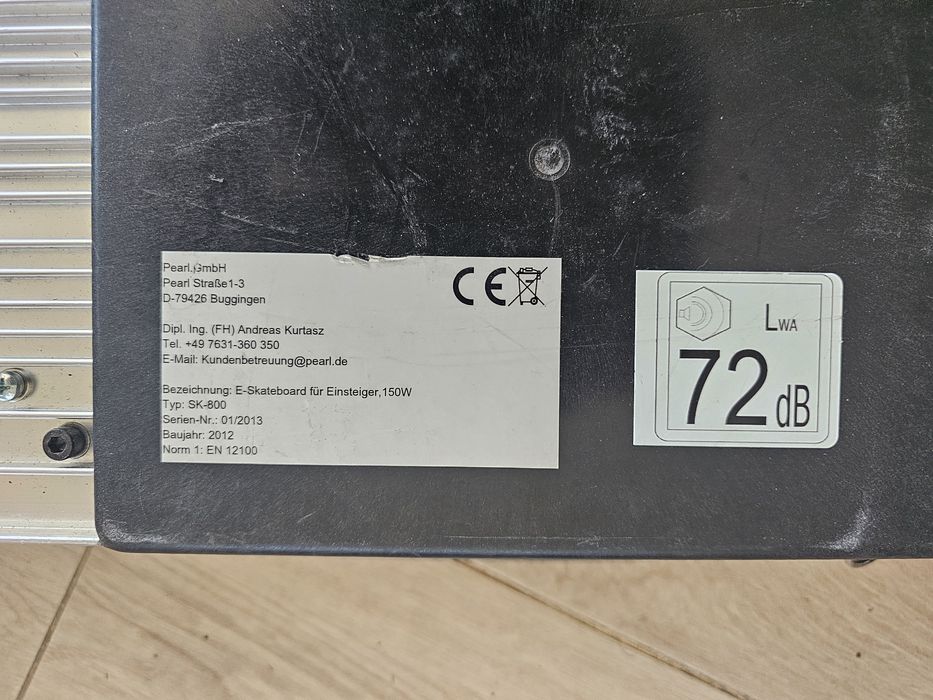 Pearl.GmbH
Pearl Straße1-3
D-79426 Buggingen
CE
Dipl. Ing. (FH) Andreas Kurtasz
Tel. +49 7631-360 350
E-Mail: Kundenbetreuung@pearl.de
Bezeichnung: E-Skateboard für Einsteiger,150W
Typ: SK-800
Serien-Nr.: 01/2013
Baujahr: 2012
Norm 1: EN 12100
LWA
72dB